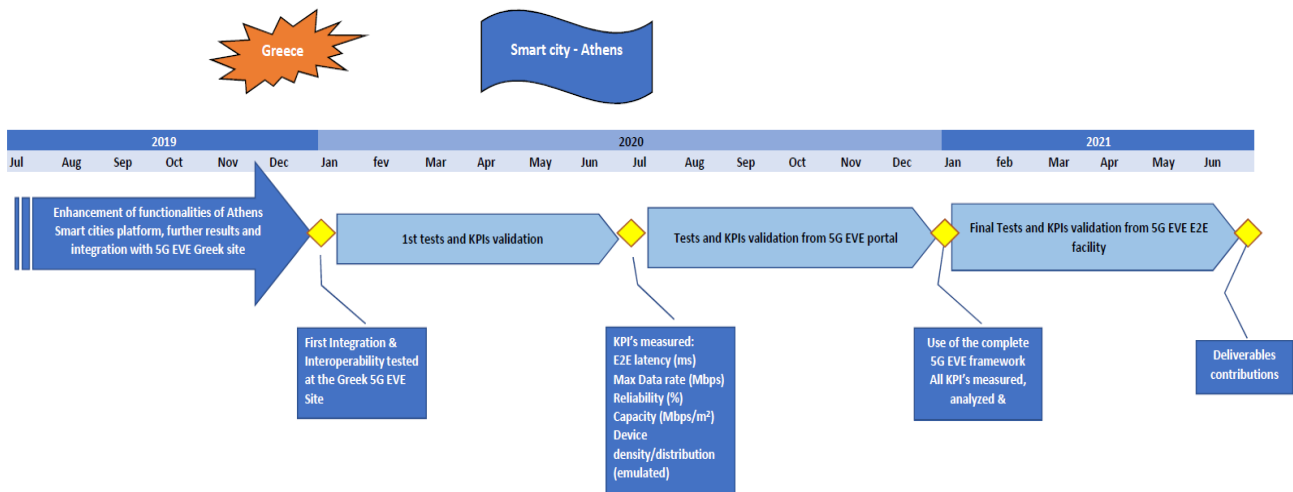 Greece
Smart city - Athens
2019 2020 2021
Jul Aug Sep Oct Nov Dec Jan fev Mar Apr May Jun Jul Aug Sep Oct Nov Dec Jan feb Mar Apr May Jun
Enhancement of functionalities of Athens
Smart cities platform, further results and
integration with 5G EVE Greek site
1st tests and KPIs validation
Tests and KPIs validation from 5G EVE portal
Final Tests and KPIs validation from 5G EVE E2E
facility
First Integration &
Interoperability tested
at the Greek 5G EVE
Site
KPI's measured:
E2E latency (ms)
Max Data rate (Mbps)
Reliability (%)
Capacity (Mbps/m²)
Device
density/distribution
(emulated)
Use of the complete
5G EVE framework
All KPI's measured,
analyzed &
Deliverables
contributions